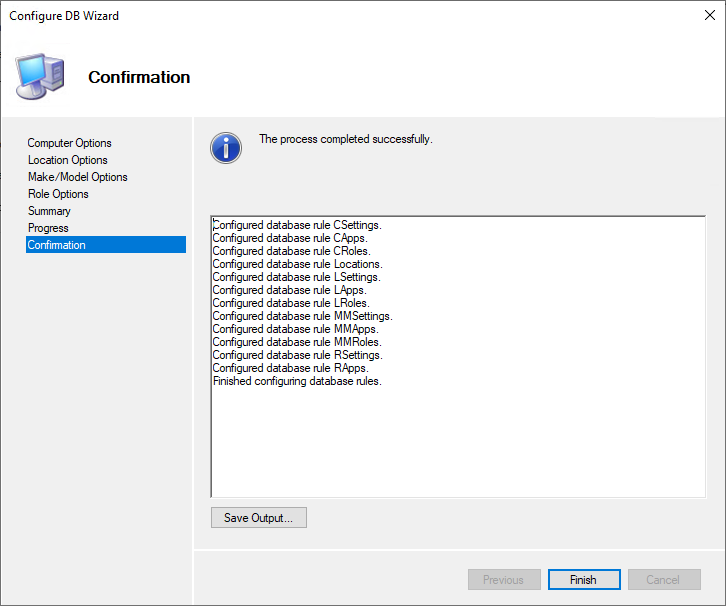 Configure DB Wizard
Confirmation
Computer Options
Location Options
Make/Model Options
Role Options
Summary
Progress
Confirmation
The process completed successfully.
Configured database rule CSettings.
Configured database rule CApps.
Configured database rule CRoles.
Configured database rule Locations.
Configured database rule LSettings.
Configured database rule LApps.
Configured database rule LRoles.
Configured database rule MMSettings.
Configured database rule MMApps.
Configured database rule MMRoles.
Configured database rule RSettings.
Configured database rule RApps.
Finished configuring database rules.
Save Output...
Previous
Finish
Cancel